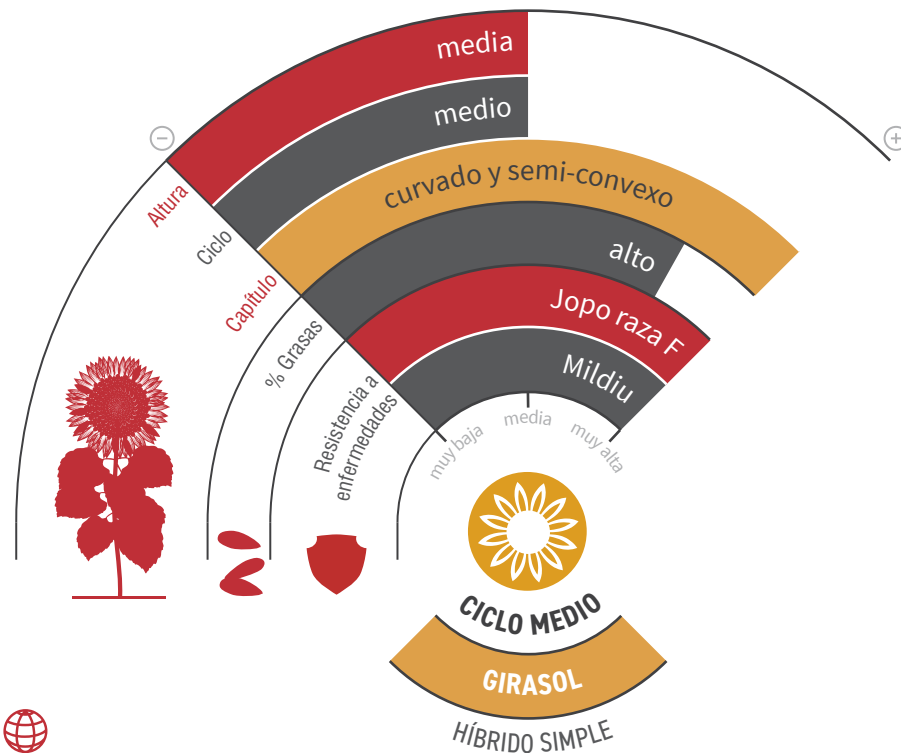 media
medio
curvado y semi-convexo
alto
Jopo raza F
Mildiu
Altura
Ciclo
Capítulo
% Grasas
Resistencia a
enfermedades
muy baja
media
muy alta
CICLO MEDIO
GIRASOL
HÍBRIDO SIMPLE